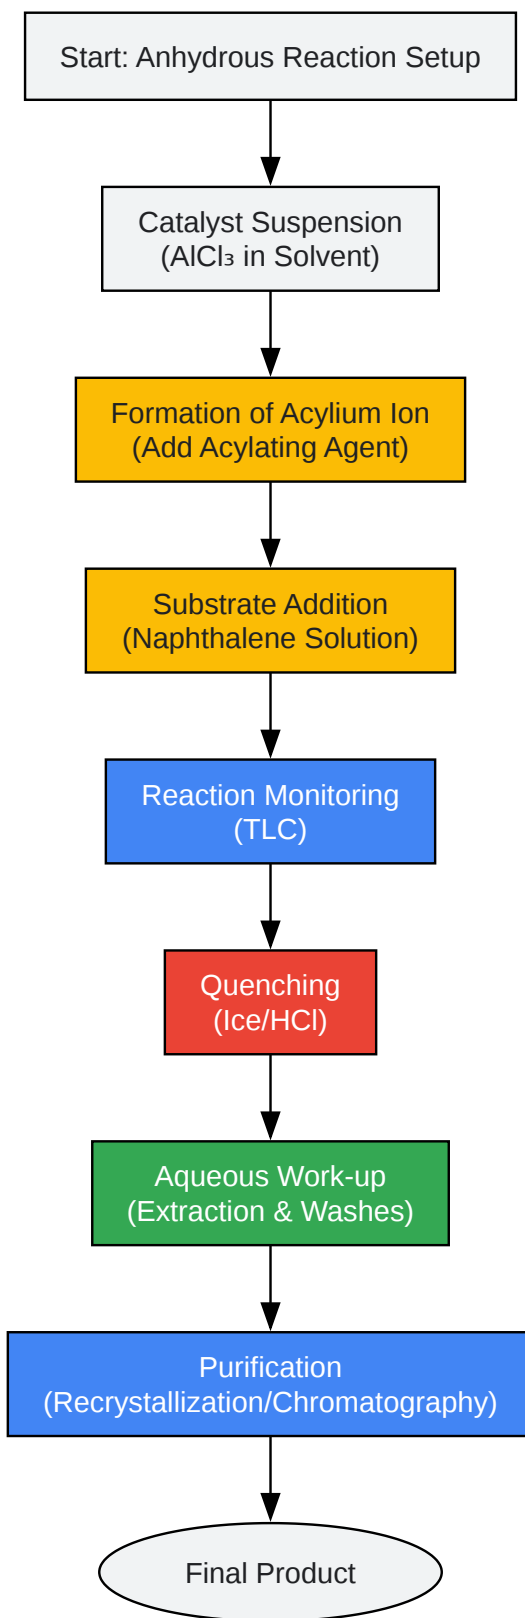 Start: Anhydrous Reaction Setup
Catalyst Suspension
(AlCl₃ in Solvent)
Formation of Acylium Ion
(Add Acylating Agent)
Substrate Addition
(Naphthalene Solution)
Reaction Monitoring
(TLC)
Quenching
(Ice/HCl)
Aqueous Work-up
(Extraction & Washes)
Purification
(Recrystallization/Chromatography)
Final Product